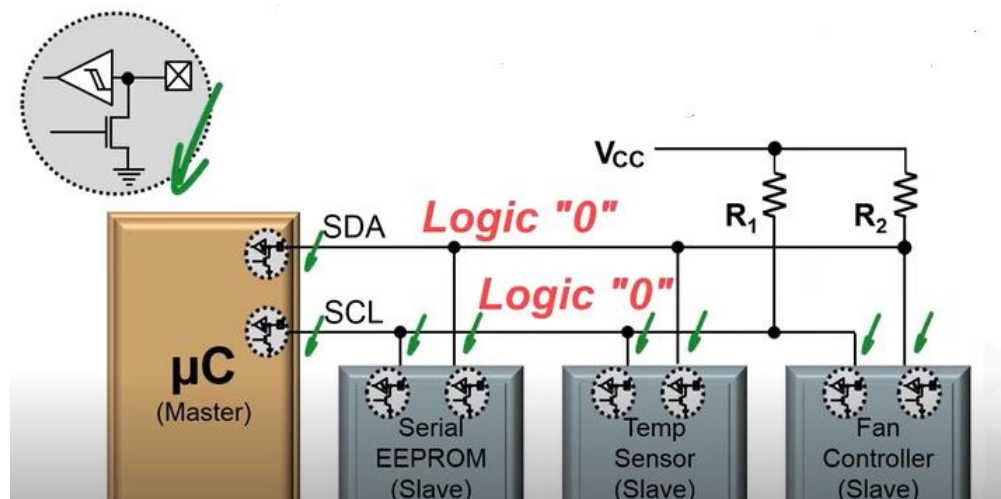 VCC
R1
R2
SDA
Logic "0"
SCL
Logic "0"
µC
(Master)
Serial
EEPROM
(Slave)
Temp
Sensor
(Slave)
Fan
Controller
(Slave)